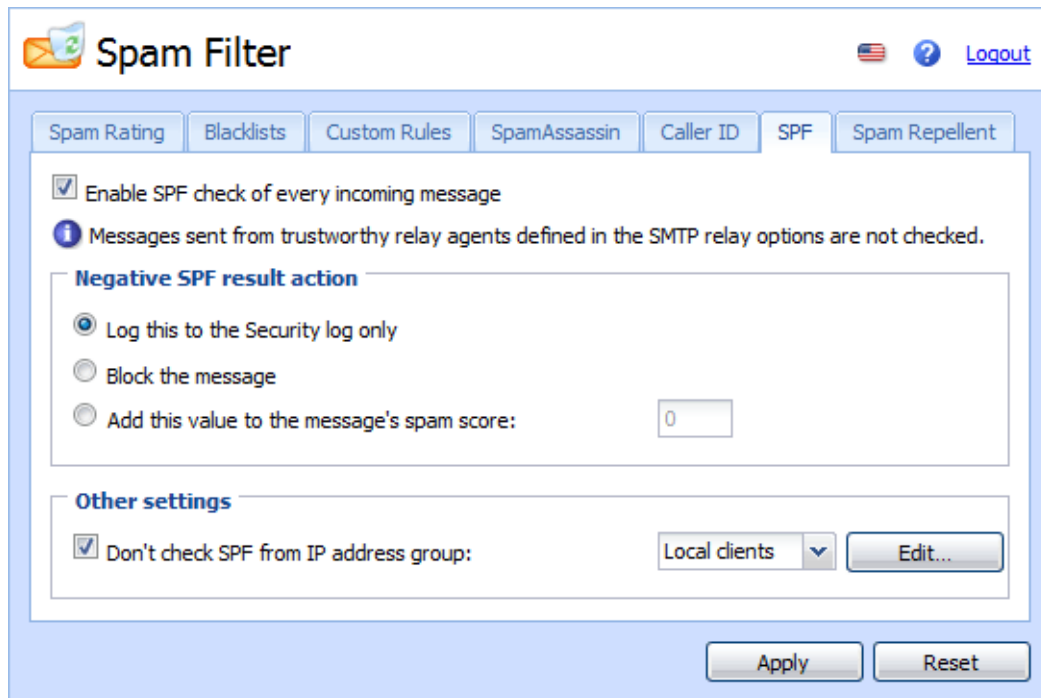 Spam Filter
Logout
Spam Rating Blacklists Custom Rules SpamAssassin Caller ID SPF Spam Repellent
Enable SPF check of every incoming message
Messages sent from trustworthy relay agents defined in the SMTP relay options are not checked.
Negative SPF result action
Log this to the Security log only
Block the message
Add this value to the message's spam score: 0
Other settings
Don't check SPF from IP address group: Local clients Edit...
Apply Reset